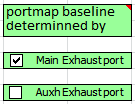 portmap baseline
determinned by
Main Exhaustport
Auxh Exhaustport